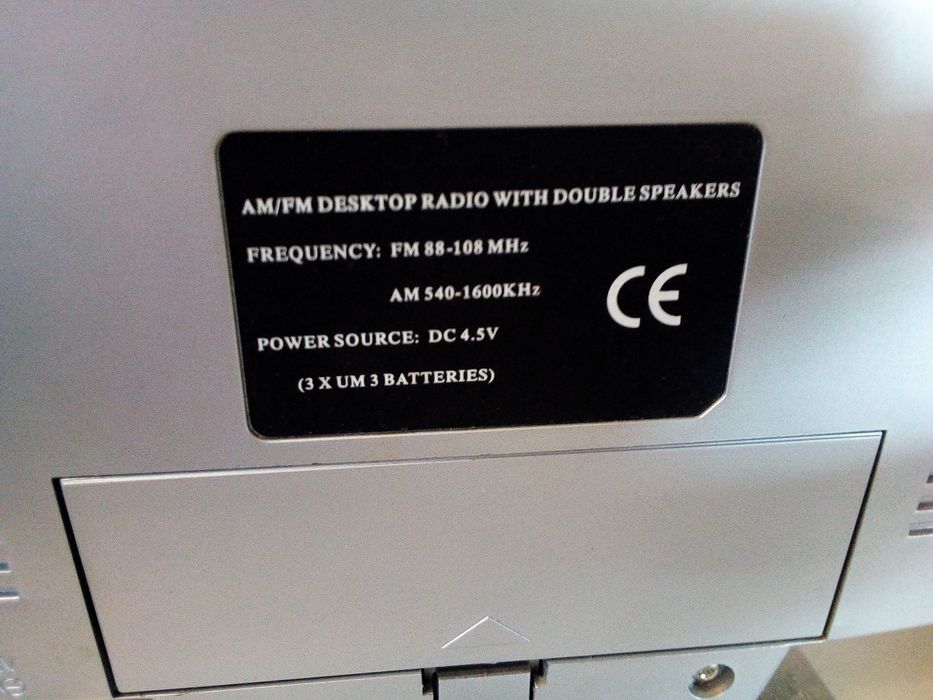 AM/FM DESKTOP RADIO WITH DOUBLE SPEAKERS
FREQUENCY: FM 88-108 MHz
AM 540-1600KHz
CE
POWER SOURCE: DC 4.5V
(3 X UM 3 BATTERIES)